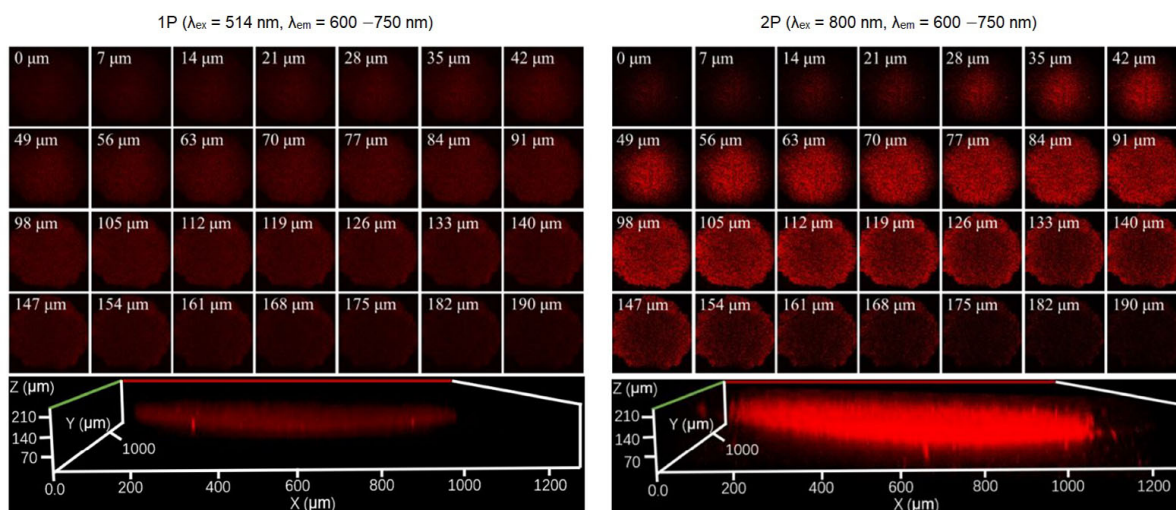 1P (λex = 514 nm, λem = 600 –750 nm)
0 μm 7 μm 14 μm 21 μm 28 μm 35 μm 42 μm
49 μm 56 μm 63 μm 70 μm 77 μm 84 μm 91 μm
98 μm 105 μm 112 μm 119 μm 126 μm 133 μm 140 μm
147 μm 154 μm 161 μm 168 μm 175 μm 182 μm 190 μm
Z (μm)
210
140
70
Y (μm)
1000
0.0 200 400 600 800 1000 1200
X (μm)
2P (λex = 800 nm, λem = 600 –750 nm)
0 μm 7 μm 14 μm 21 μm 28 μm 35 μm 42 μm
49 μm 56 μm 63 μm 70 μm 77 μm 84 μm 91 μm
98 μm 105 μm 112 μm 119 μm 126 μm 133 μm 140 μm
147 μm 154 μm 161 μm 168 μm 175 μm 182 μm 190 μm
Z (μm)
210
140
70
Y (μm)
1000
0.0 200 400 600 800 1000 1200
X (μm)